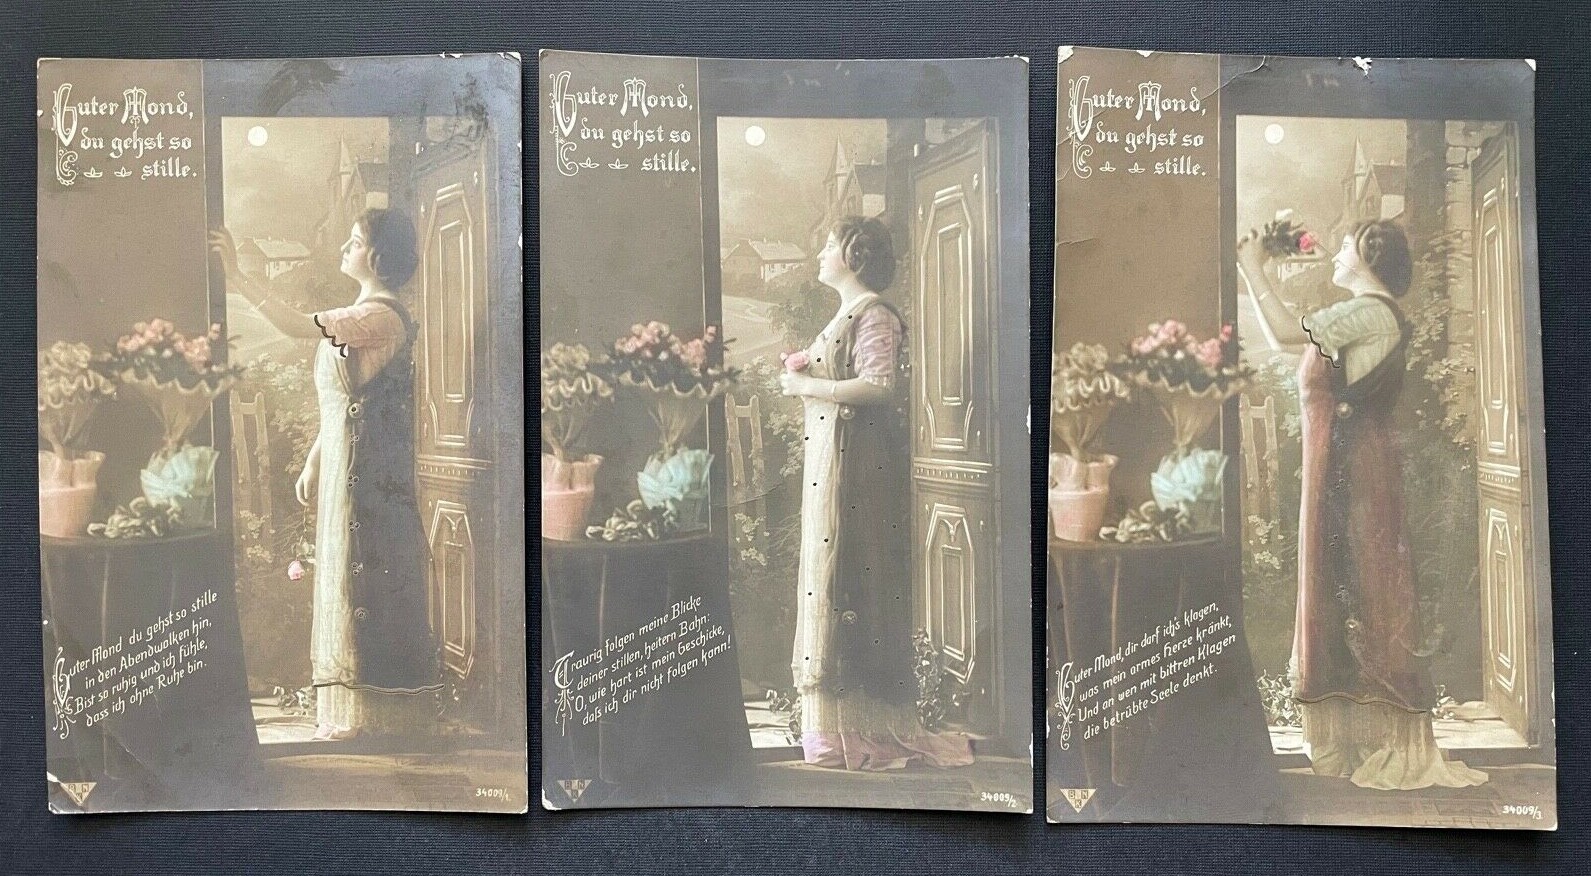 Guter Mond,
du gehst so
stille.
Guter Mond du gehst so stille
in den Abendwolken hin,
Bist so ruhig und ich fühle,
dass ich ohne Ruhe bin.
B N
K
34009/1
Guter Mond,
du gehst so
stille.
Traurig folgen meine Blicke
deiner stillen, heitern Bahn:
O, wie hart ist mein Geschicke,
daſs ich dir nicht folgen kann!
B N
K
34009/2
Guter Mond,
du gehst so
stille.
Guter Mond, dir darf ich's klagen,
was mein armes Herze kränkt,
Und an wen mit bittren Klagen
die betrübte Seele denkt.
B N
K
34009/3